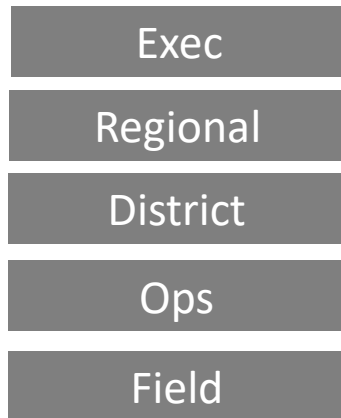 Exec
Regional
District
Ops
Field